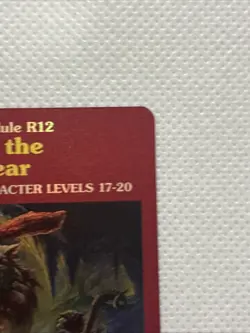 ule R12
the
ear
ACTER LEVELS 17-20